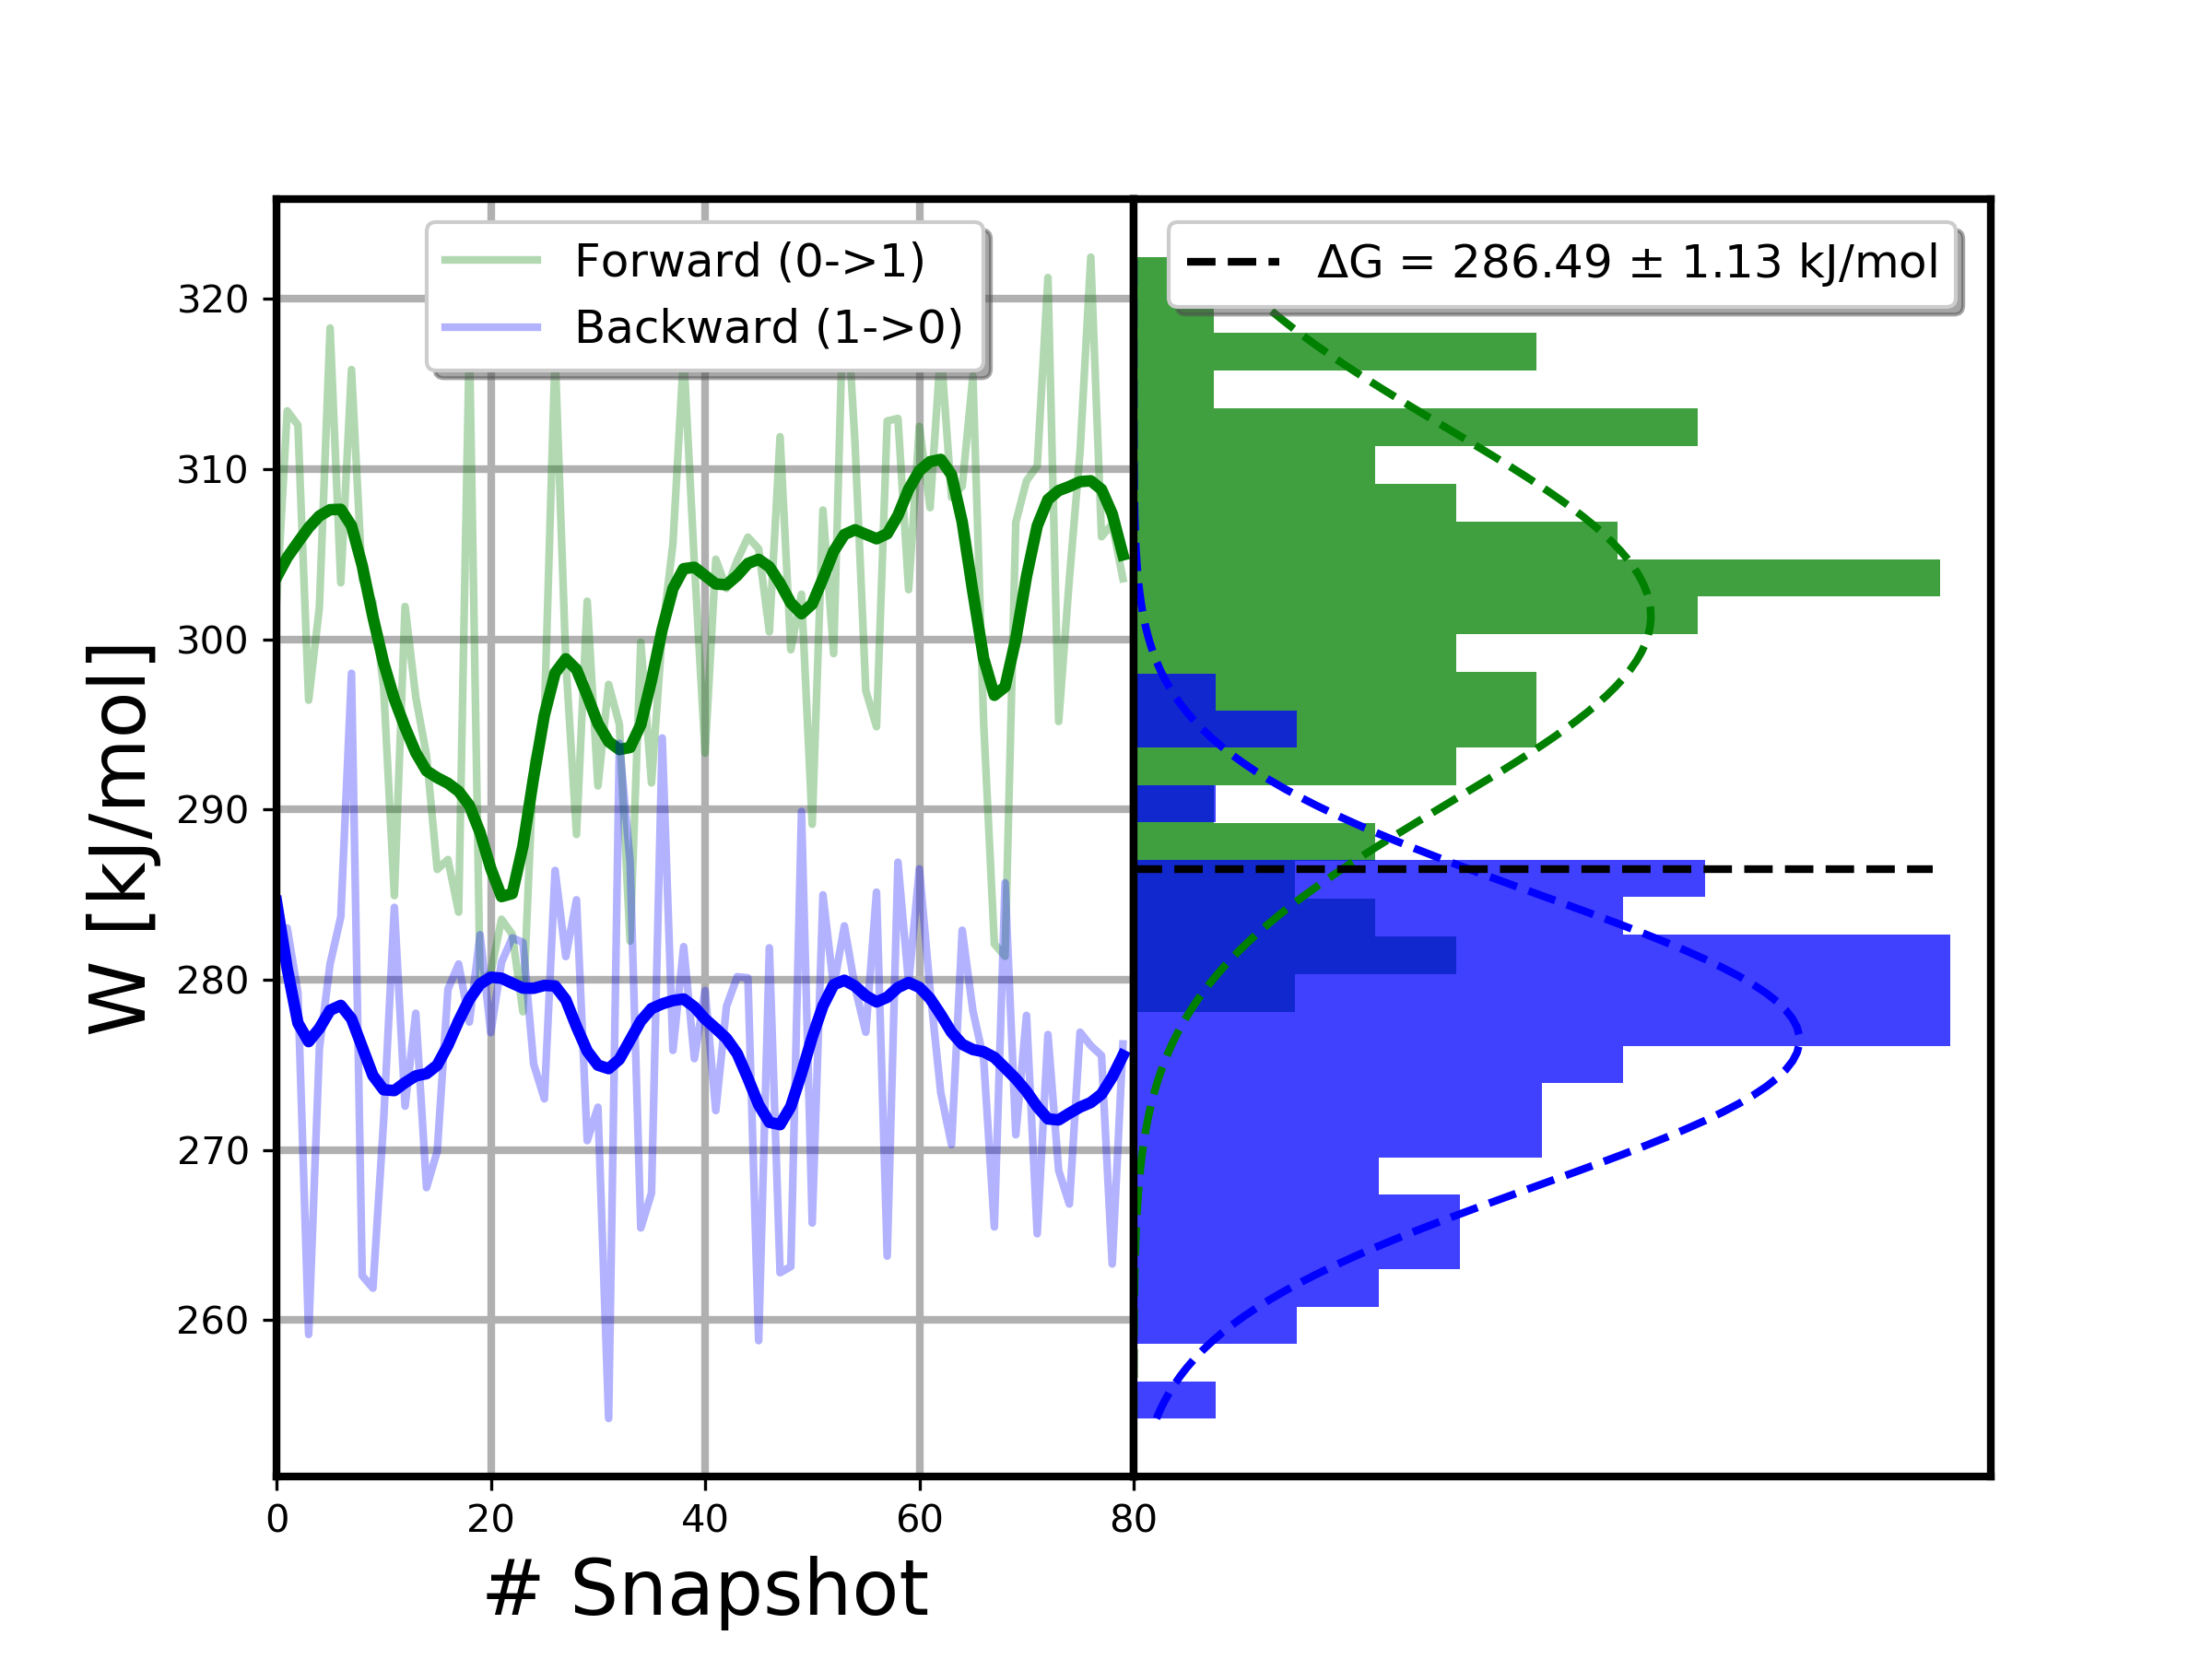 Forward (0->1)
Backward (1->0)
ΔG = 286.49 ± 1.13 kJ/mol
320
310
300
290
280
270
260
W [kJ/mol]
0 20 40 60 80
# Snapshot